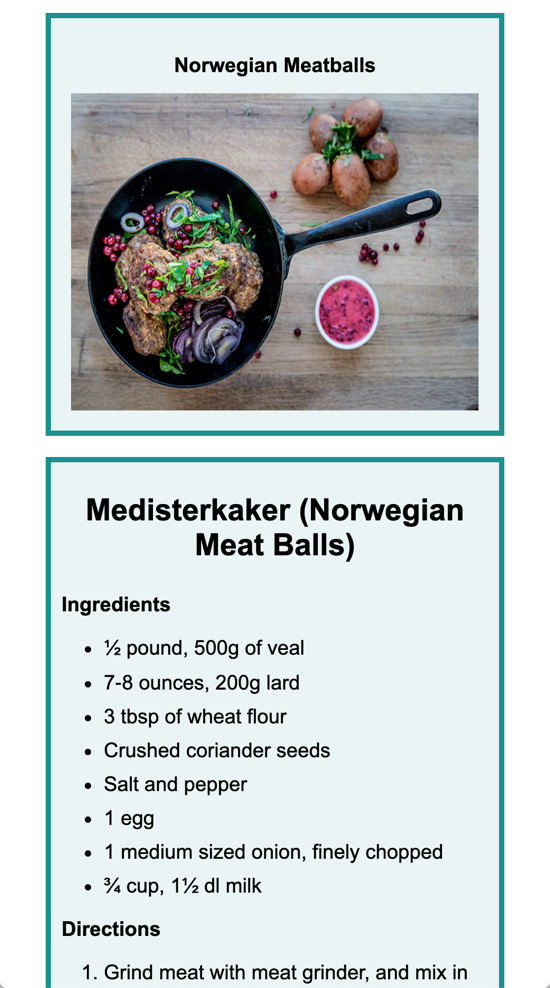 Norwegian Meatballs
Medisterkaker (Norwegian
Meat Balls)
Ingredients
• ½ pound, 500g of veal
• 7-8 ounces, 200g lard
• 3 tbsp of wheat flour
• Crushed coriander seeds
• Salt and pepper
• 1 egg
• 1 medium sized onion, finely chopped
• ¾ cup, 1½ dl milk
Directions
1. Grind meat with meat grinder, and mix in